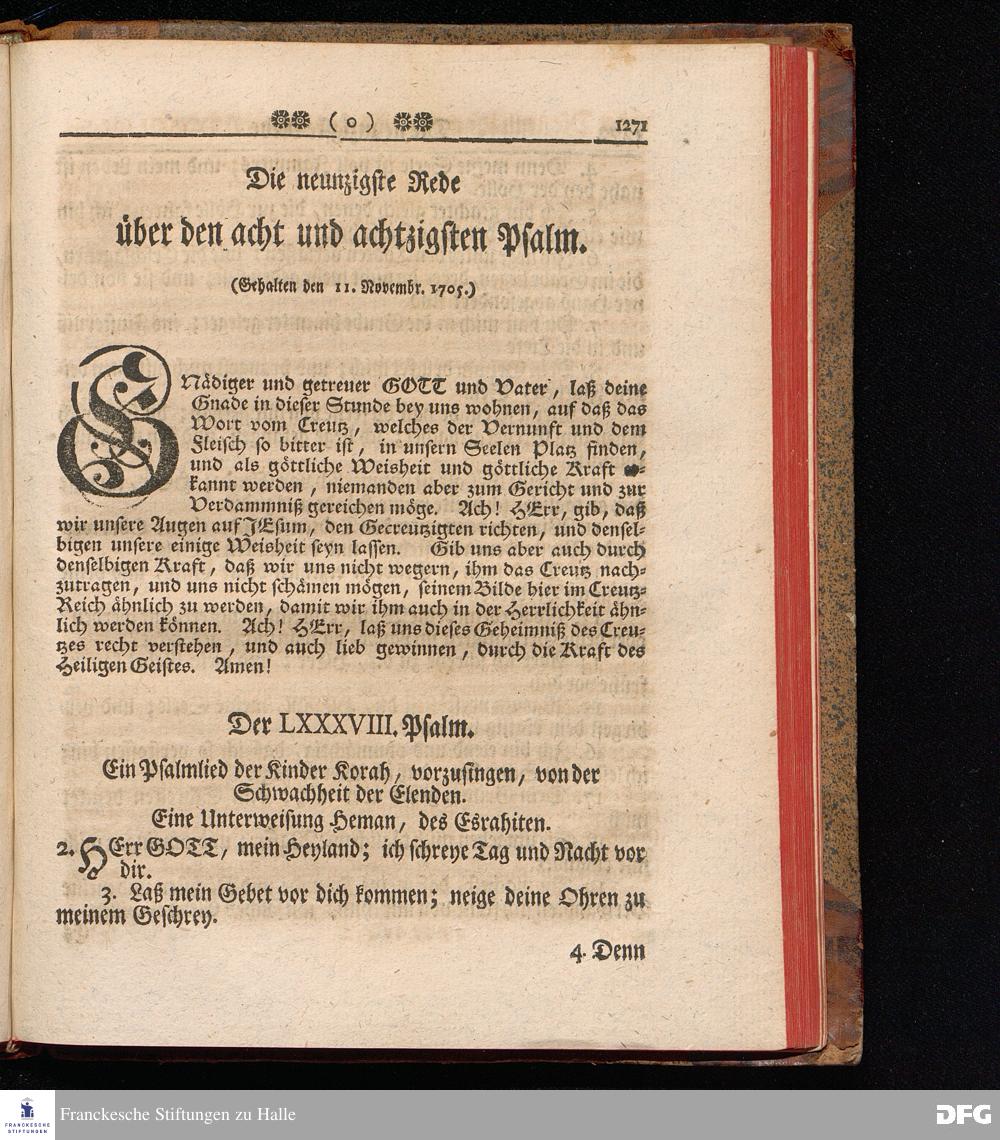 ( o ) 1271
Die neunzigste Rede
über den acht und achtzigsten Psalm.
(Gehalten den 11. Novembr. 1705.)
GNädiger und getreuer GOTT und Vater, laß deine
Gnade in dieser Stunde bey uns wohnen, auf daß das
Wort vom Creutz, welches der Vernunft und dem
Fleisch so bitter ist, in unsern Seelen Platz finden,
und als göttliche Weisheit und göttliche Kraft er-
kannt werden, niemanden aber zum Gericht und zur
Verdammniß gereichen möge. Ach! HErr, gib, daß
wir unsere Augen auf JEsum, den Gecreutzigten richten, und densel-
bigen unsere einige Weisheit seyn lassen. Gib uns aber auch durch
denselbigen Kraft, daß wir uns nicht wegern, ihm das Creutz nach-
zutragen, und uns nicht schämen mögen, seinem Bilde hier im Creutz-
Reich ähnlich zu werden, damit wir ihm auch in der Herrlichkeit ähn-
lich werden können. Ach! HErr, laß uns dieses Geheimniß des Creu-
tzes recht verstehen, und auch lieb gewinnen, durch die Kraft des
Heiligen Geistes. Amen!
Der LXXXVIII. Psalm.
Ein Psalmlied der Kinder Korah, vorzusingen, von der
Schwachheit der Elenden.
Eine Unterweisung Heman, des Esrahiten.
2. HErr GOTT, mein Heyland; ich schreye Tag und Nacht vor
dir.
3. Laß mein Gebet vor dich kommen; neige deine Ohren zu
meinem Geschrey.
4. Denn
FRANCKESCHE
STIFTUNGEN
Franckesche Stiftungen zu Halle
DFG